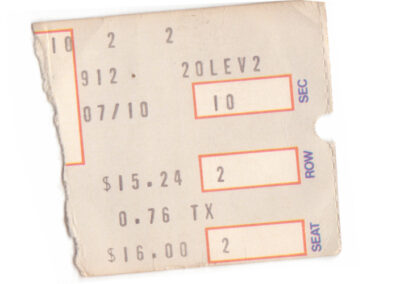 10 2 2
912. 20LEV2
07/10 10 SEC
$15.24 2 ROW
0.76 TX
$16.00 2 SEAT